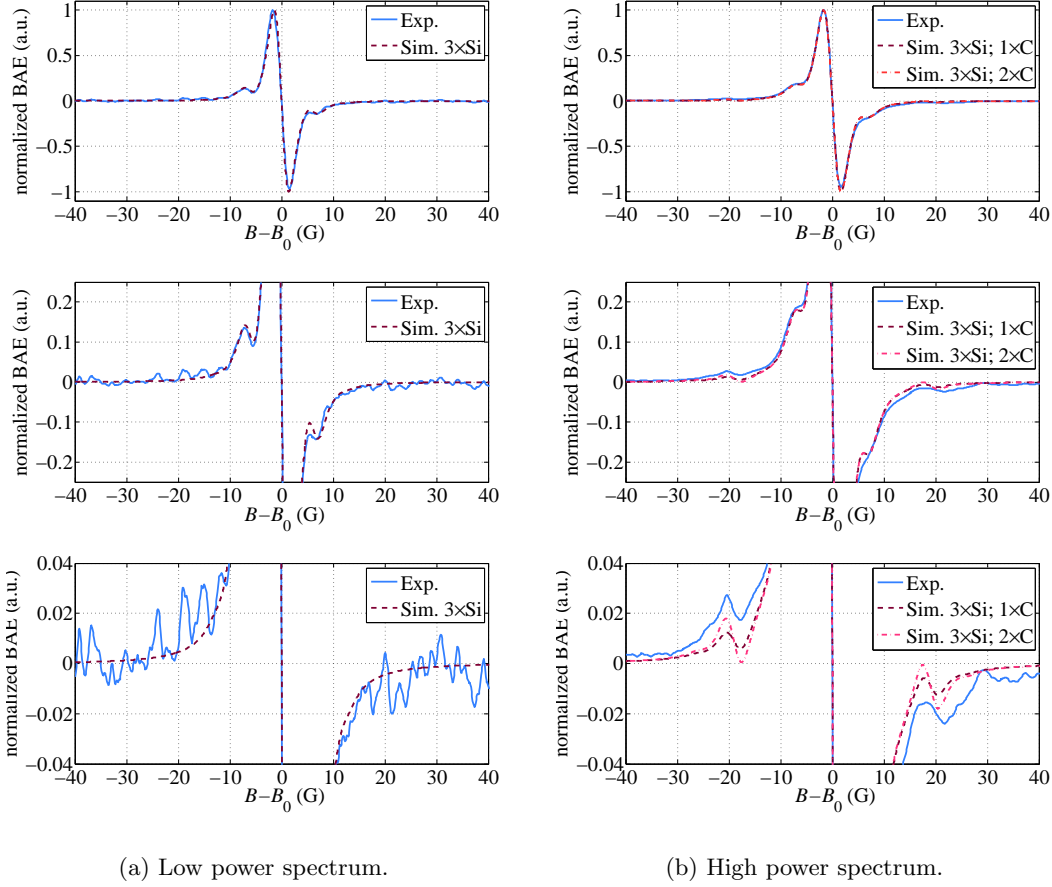 normalized BAE (a.u.)
1
0.5
0
−0.5
−1
−40 −30 −20 −10 0 10 20 30 40
B−B0 (G)
Exp.
Sim. 3×Si
normalized BAE (a.u.)
1
0.5
0
−0.5
−1
−40 −30 −20 −10 0 10 20 30 40
B−B0 (G)
Exp.
Sim. 3×Si; 1×C
Sim. 3×Si; 2×C
normalized BAE (a.u.)
0.2
0.1
0
−0.1
−0.2
−40 −30 −20 −10 0 10 20 30 40
B−B0 (G)
Exp.
Sim. 3×Si
normalized BAE (a.u.)
0.2
0.1
0
−0.1
−0.2
−40 −30 −20 −10 0 10 20 30 40
B−B0 (G)
Exp.
Sim. 3×Si; 1×C
Sim. 3×Si; 2×C
normalized BAE (a.u.)
0.04
0.02
0
−0.02
−0.04
−40 −30 −20 −10 0 10 20 30 40
B−B0 (G)
Exp.
Sim. 3×Si
normalized BAE (a.u.)
0.04
0.02
0
−0.02
−0.04
−40 −30 −20 −10 0 10 20 30 40
B−B0 (G)
Exp.
Sim. 3×Si; 1×C
Sim. 3×Si; 2×C
(a) Low power spectrum.
(b) High power spectrum.